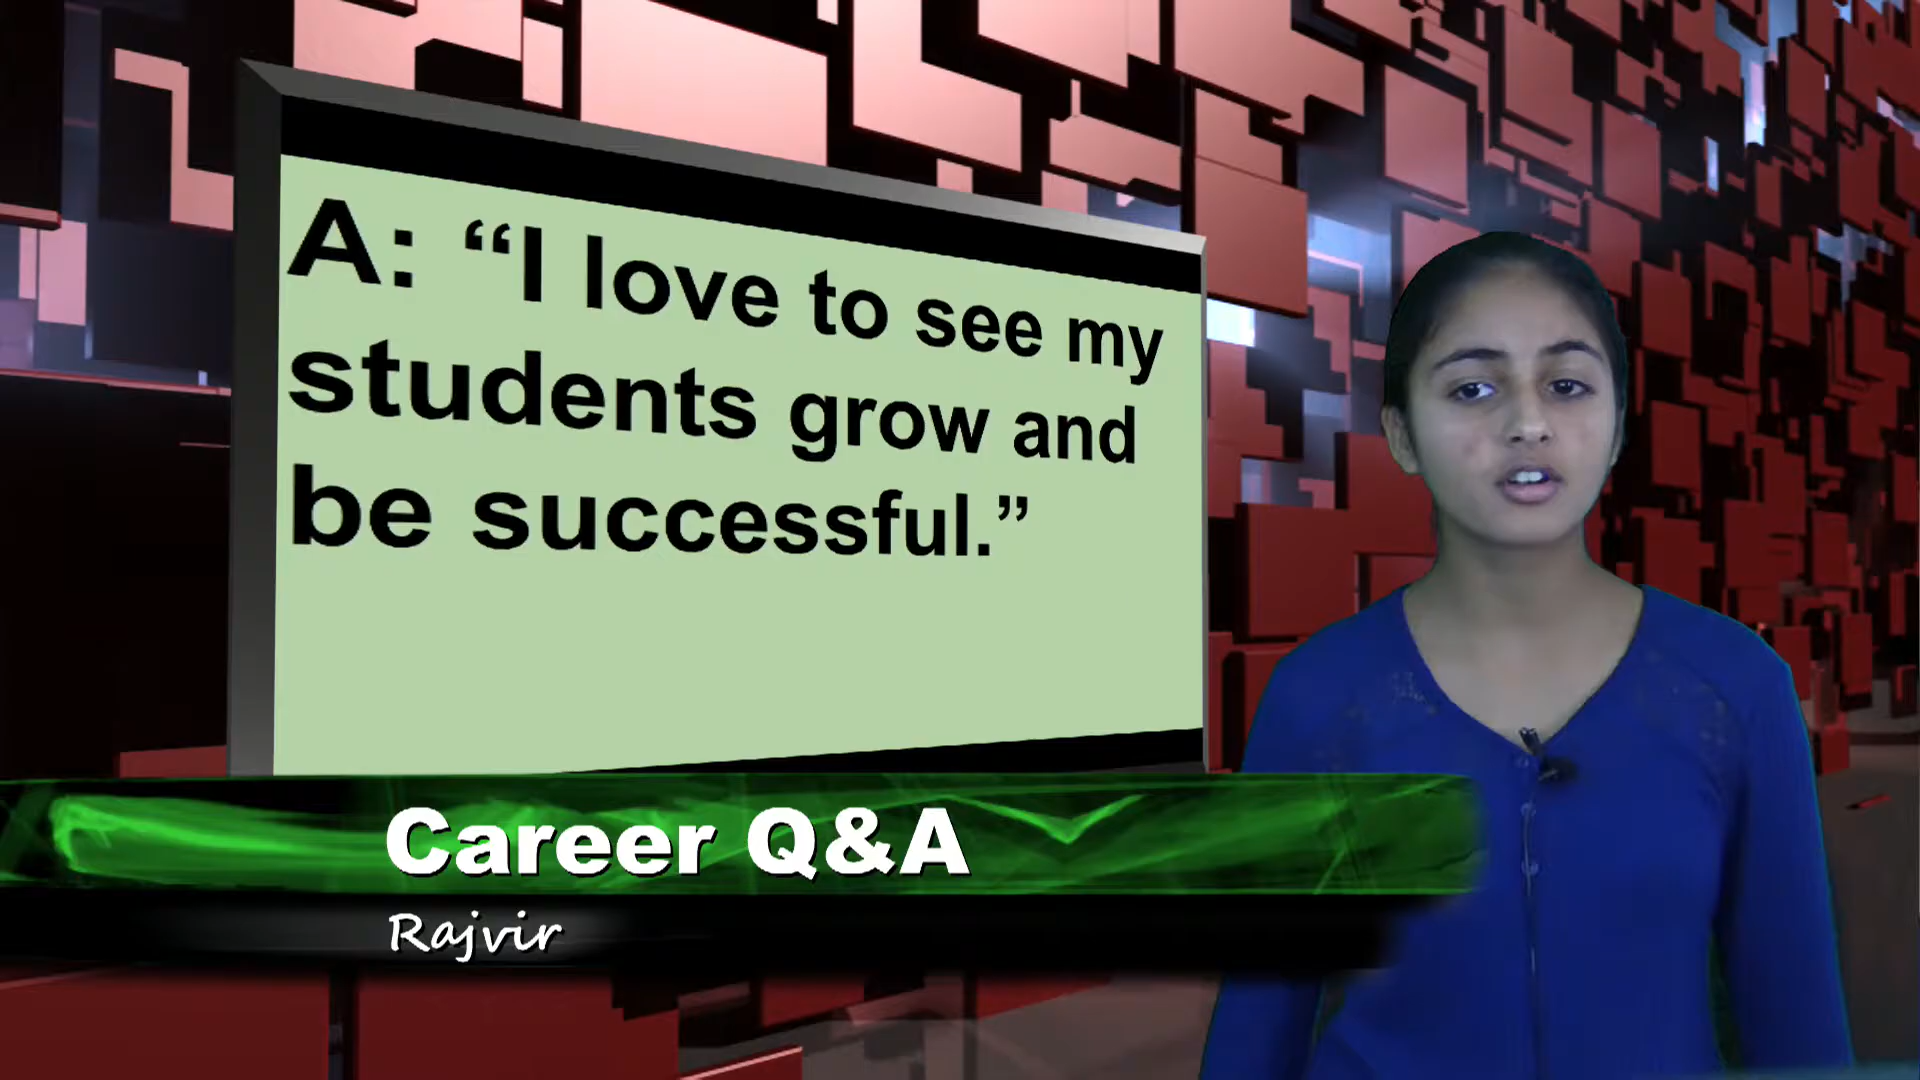 A: “I love to see my
students grow and
be successful.”
Career Q&A
Rajvir